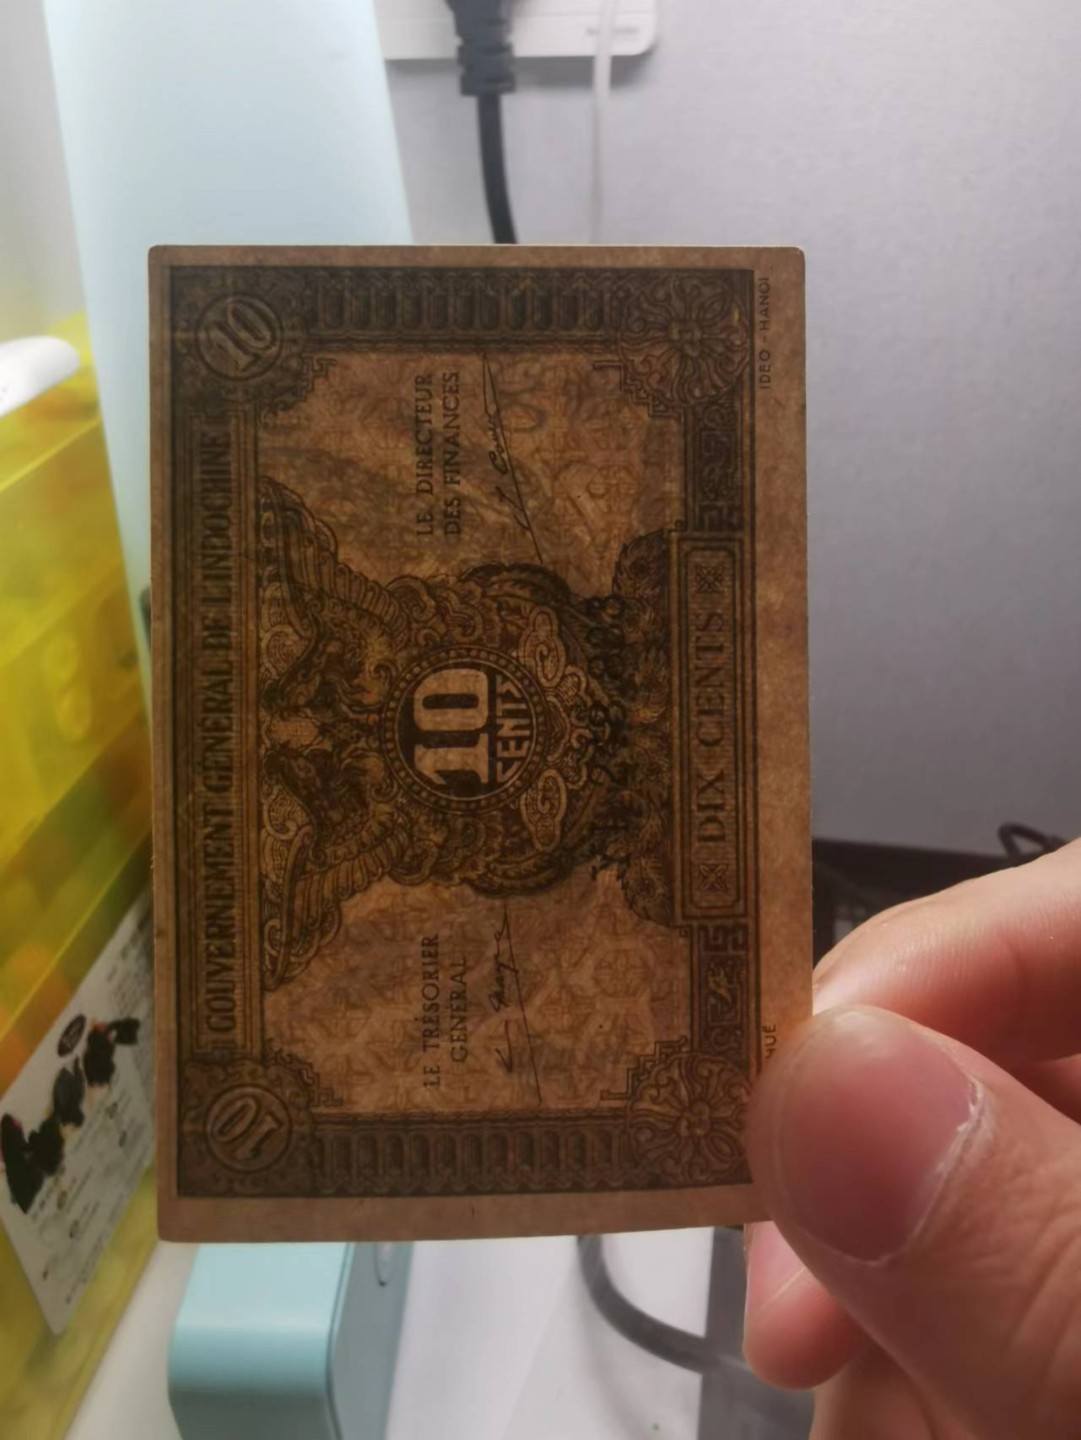 10
10
GOUVERNEMENT GÉNÉRAL DE L'INDOCHINE
LE TRÉSORIER
GÉNÉRAL
LE DIRECTEUR
DES FINANCES
10
CENTS
DIX CENTS
HUÉ
IDEO - HANOI